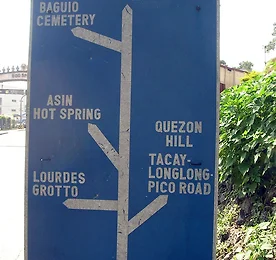 BAGUIO
CEMETERY
ASIN
HOT SPRING
QUEZON
HILL
TACAY-
LONGLONG-
PICO ROAD
LOURDES
GROTTO